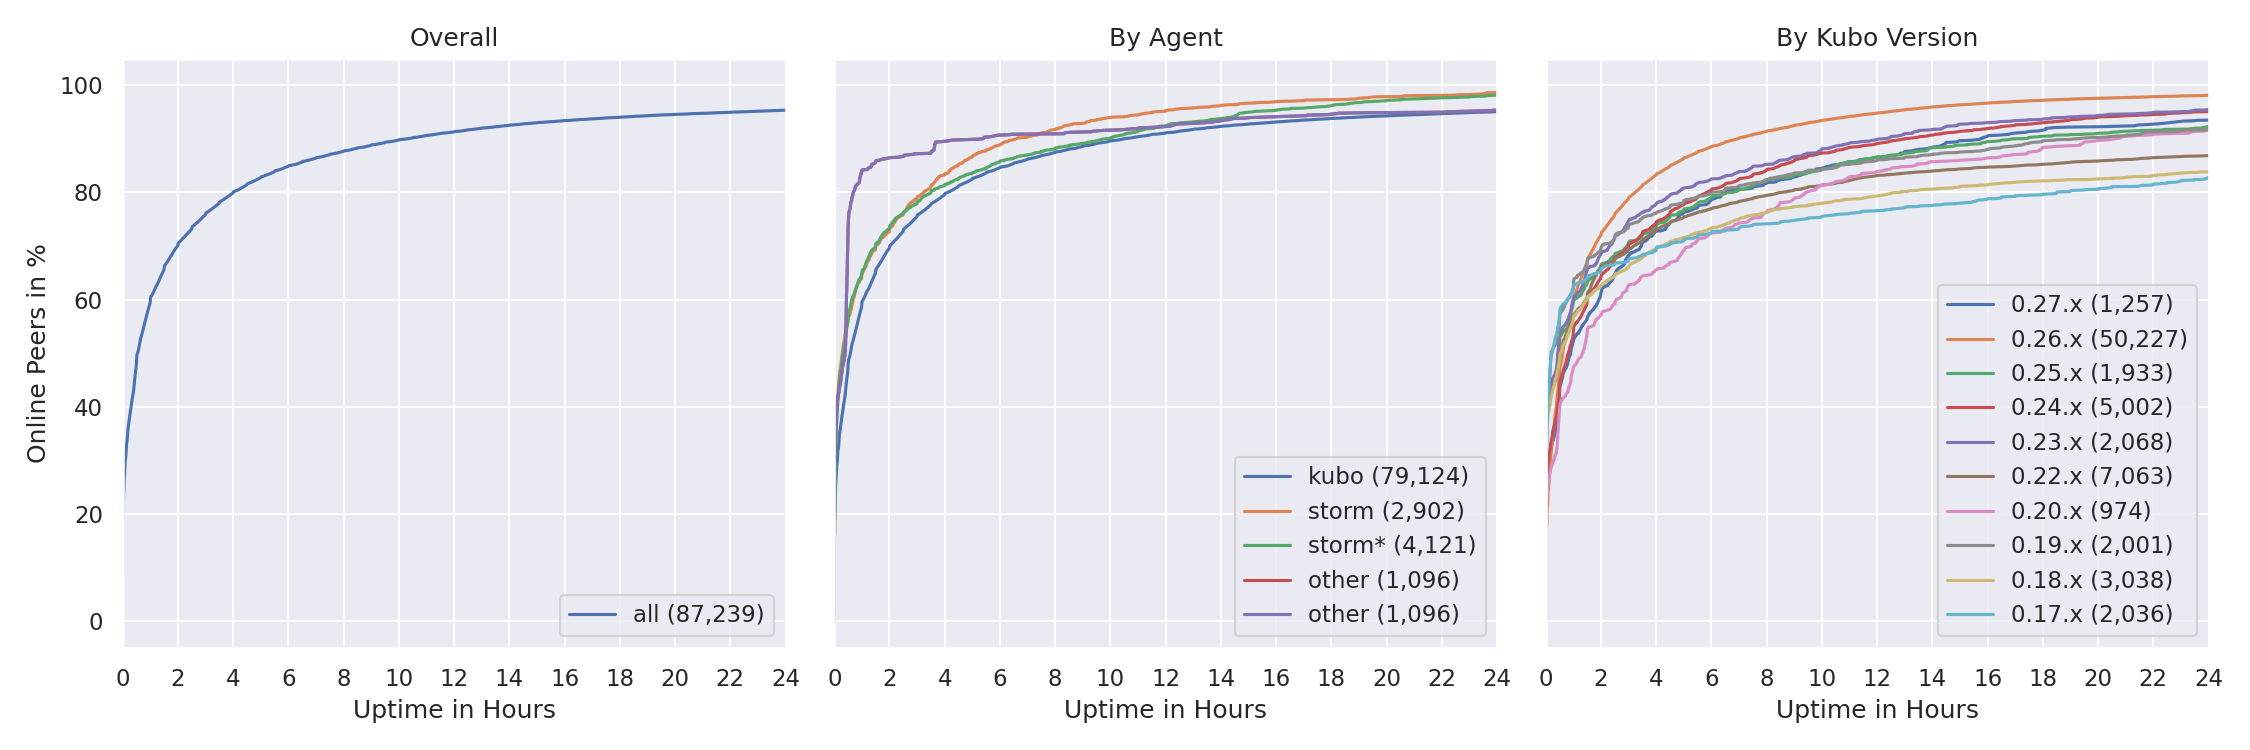 Overall
By Agent
By Kubo Version
Online Peers in %
100
80
60
40
20
0
all (87,239)
kubo (79,124)
storm (2,902)
storm* (4,121)
other (1,096)
other (1,096)
0.27.x (1,257)
0.26.x (50,227)
0.25.x (1,933)
0.24.x (5,002)
0.23.x (2,068)
0.22.x (7,063)
0.20.x (974)
0.19.x (2,001)
0.18.x (3,038)
0.17.x (2,036)
0 2 4 6 8 10 12 14 16 18 20 22 24
0 2 4 6 8 10 12 14 16 18 20 22 24
0 2 4 6 8 10 12 14 16 18 20 22 24
Uptime in Hours
Uptime in Hours
Uptime in Hours